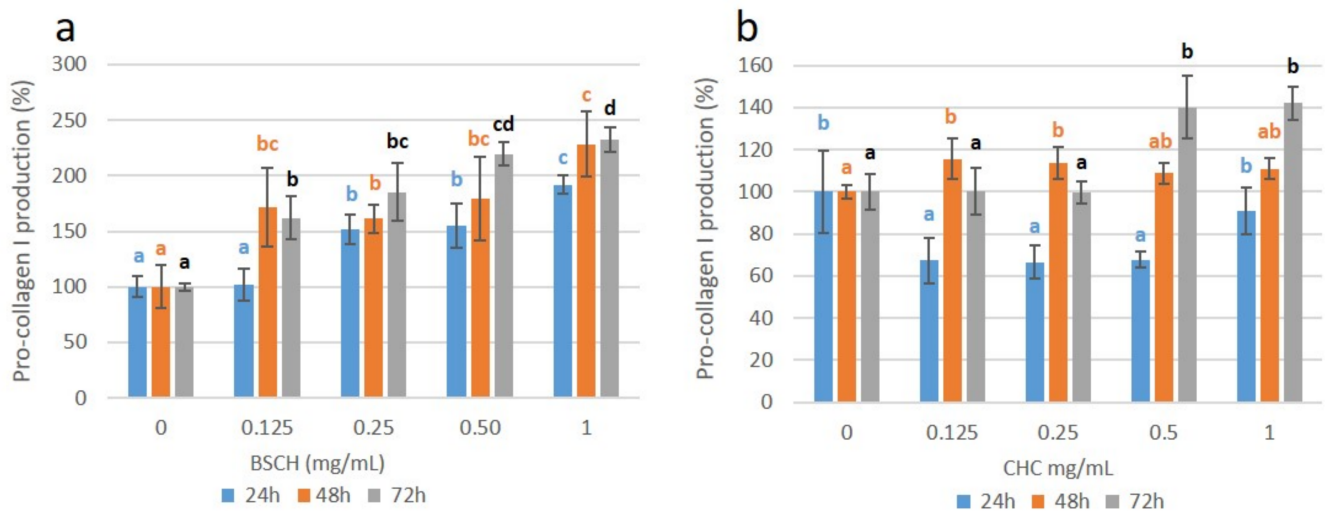 a
Pro-collagen I production (%)
300
250
200
150
100
50
0
a a a
a bc b
b b bc
b bc cd
c c d
0 0.125 0.25 0.50 1
BSCH (mg/mL)
24h 48h 72h
b
Pro-collagen I production (%)
160
140
120
100
80
60
40
20
0
b a a
a b a
a b a
a ab b
b ab b
0 0.125 0.25 0.5 1
CHC mg/mL
24h 48h 72h